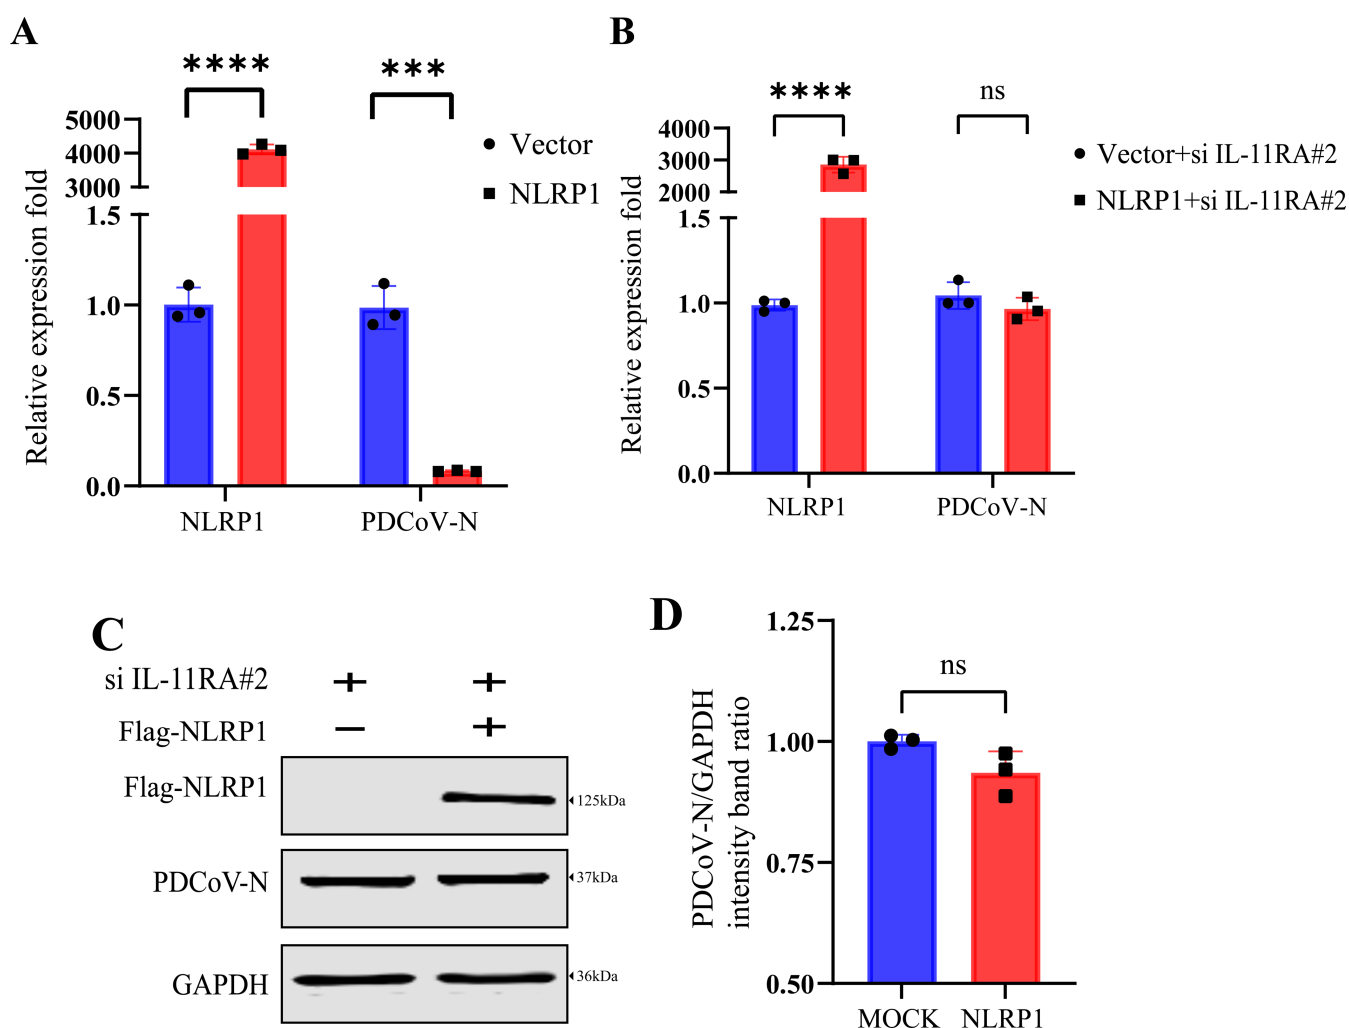 A
****
***
5000
4000
3000
1.5
1.0
0.5
0.0
Relative expression fold
NLRP1
PDCoV-N
Vector
NLRP1
B
****
ns
4000
3000
2000
1.5
1.0
0.5
0.0
Relative expression fold
NLRP1
PDCoV-N
Vector+si IL-11RA#2
NLRP1+si IL-11RA#2
C
si IL-11RA#2 + +
Flag-NLRP1 − +
Flag-NLRP1
125kDa
PDCoV-N
37kDa
GAPDH
36kDa
D
1.25
1.00
0.75
0.50
PDCoV-N/GAPDH
intensity band ratio
ns
MOCK
NLRP1